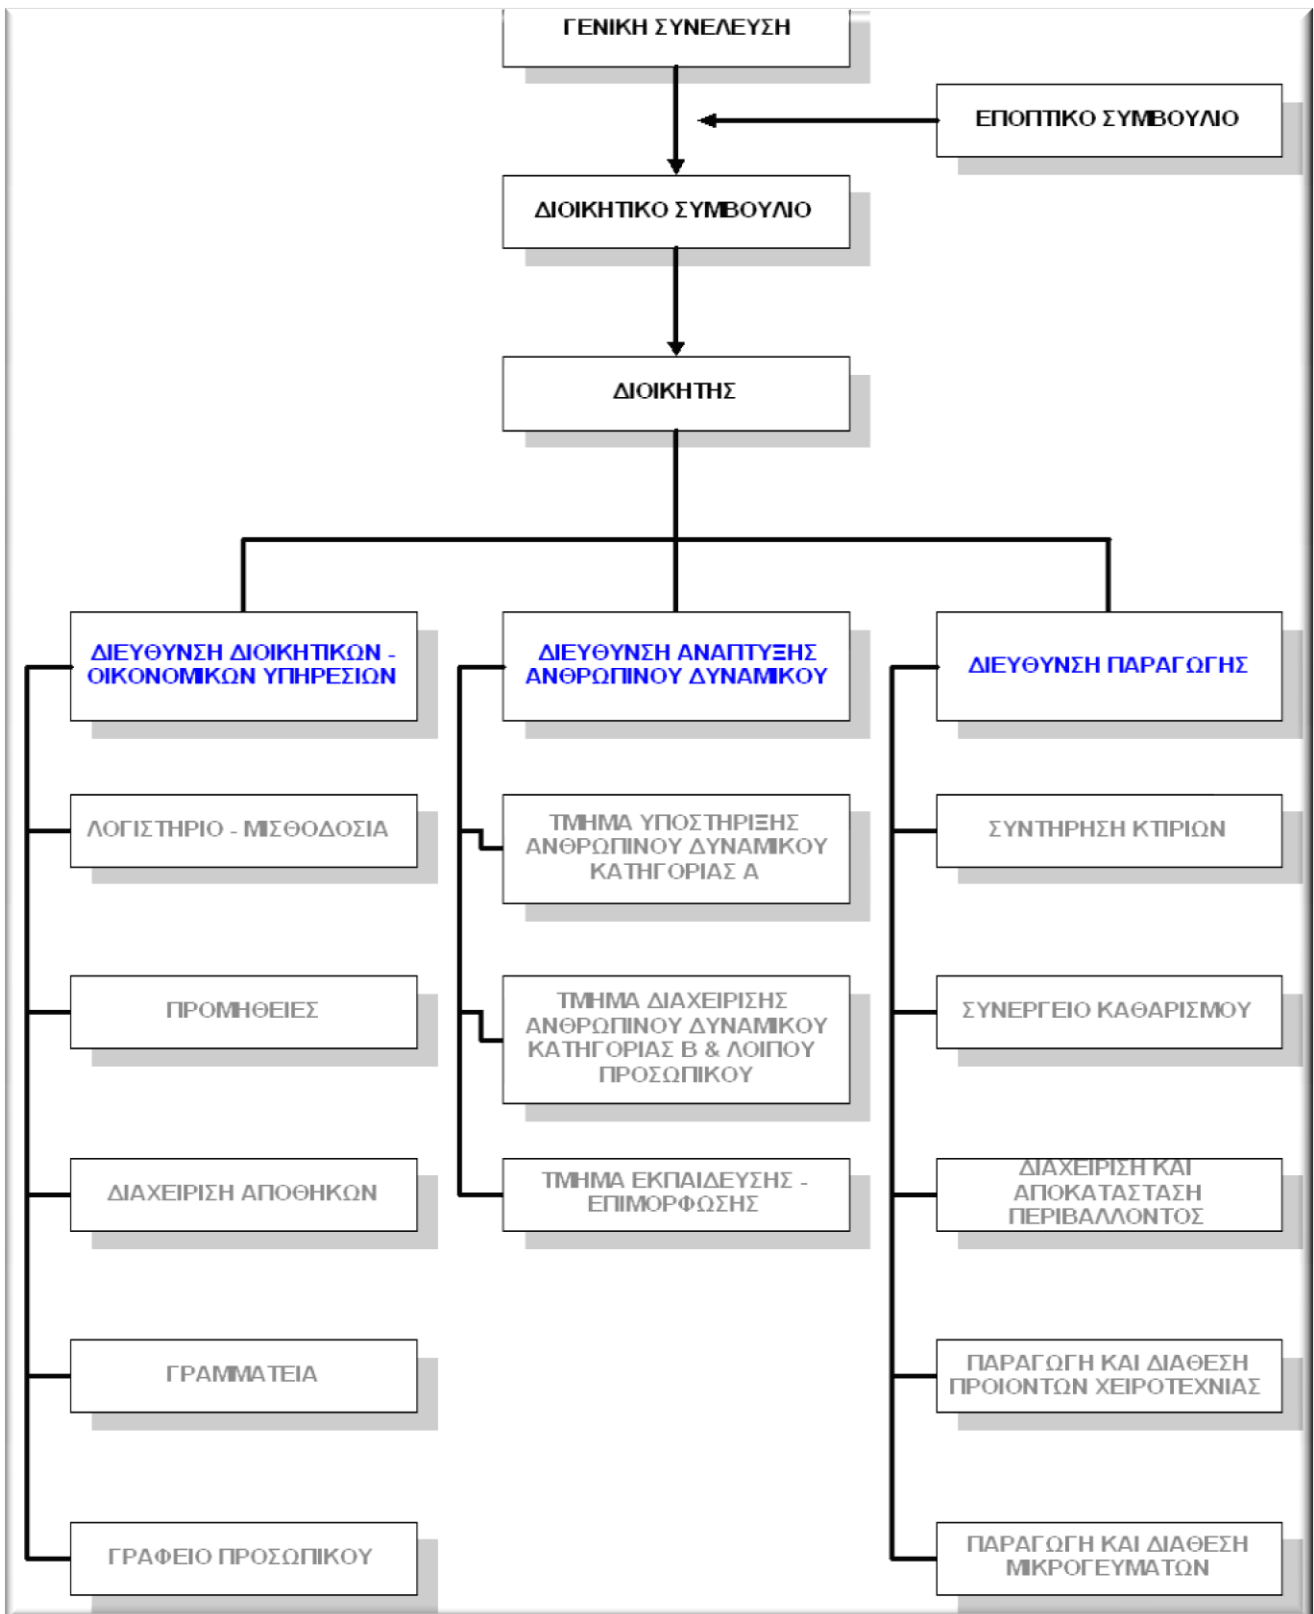 ΓΕΝΙΚΗ ΣΥΝΕΛΕΥΣΗ
ΕΠΟΠΤΙΚΟ ΣΥΜΒΟΥΛΙΟ
ΔΙΟΙΚΗΤΙΚΟ ΣΥΜΒΟΥΛΙΟ
ΔΙΟΙΚΗΤΗΣ
ΔΙΕΥΘΥΝΣΗ ΔΙΟΙΚΗΤΙΚΩΝ -
ΟΙΚΟΝΟΜΙΚΩΝ ΥΠΗΡΕΣΙΩΝ
ΛΟΓΙΣΤΗΡΙΟ - ΜΙΣΘΟΔΟΣΙΑ
ΠΡΟΜΗΘΕΙΕΣ
ΔΙΑΧΕΙΡΙΣΗ ΑΠΟΘΗΚΩΝ
ΓΡΑΜΜΑΤΕΙΑ
ΓΡΑΦΕΙΟ ΠΡΟΣΩΠΙΚΟΥ
ΔΙΕΥΘΥΝΣΗ ΑΝΑΠΤΥΞΗΣ
ΑΝΘΡΩΠΙΝΟΥ ΔΥΝΑΜΙΚΟΥ
ΤΜΗΜΑ ΥΠΟΣΤΗΡΙΞΗΣ
ΑΝΘΡΩΠΙΝΟΥ ΔΥΝΑΜΙΚΟΥ
ΚΑΤΗΓΟΡΙΑΣ Α
ΤΜΗΜΑ ΔΙΑΧΕΙΡΙΣΗΣ
ΑΝΘΡΩΠΙΝΟΥ ΔΥΝΑΜΙΚΟΥ
ΚΑΤΗΓΟΡΙΑΣ Β & ΛΟΙΠΟΥ
ΠΡΟΣΩΠΙΚΟΥ
ΤΜΗΜΑ ΕΚΠΑΙΔΕΥΣΗΣ -
ΕΠΙΜΟΡΦΩΣΗΣ
ΔΙΕΥΘΥΝΣΗ ΠΑΡΑΓΩΓΗΣ
ΣΥΝΤΗΡΗΣΗ ΚΤΙΡΙΩΝ
ΣΥΝΕΡΓΕΙΟ ΚΑΘΑΡΙΣΜΟΥ
ΔΙΑΧΕΙΡΙΣΗ ΚΑΙ
ΑΠΟΚΑΤΑΣΤΑΣΗ
ΠΕΡΙΒΑΛΛΟΝΤΟΣ
ΠΑΡΑΓΩΓΗ ΚΑΙ ΔΙΑΘΕΣΗ
ΠΡΟΙΟΝΤΩΝ ΧΕΙΡΟΤΕΧΝΙΑΣ
ΠΑΡΑΓΩΓΗ ΚΑΙ ΔΙΑΘΕΣΗ
ΜΙΚΡΟΓΕΥΜΑΤΩΝ